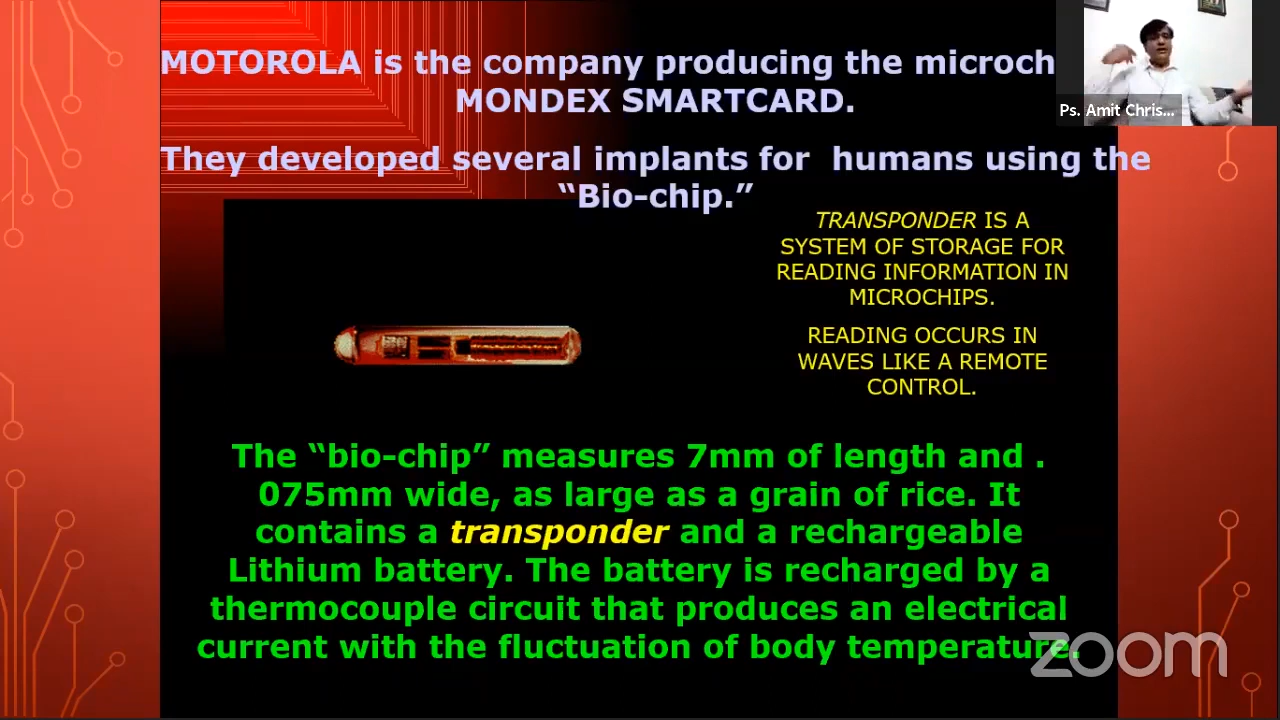 MOTOROLA is the company producing the microch
MONDEX SMARTCARD.
They developed several implants for humans using the
“Bio-chip.”
TRANSPONDER IS A
SYSTEM OF STORAGE FOR
READING INFORMATION IN
MICROCHIPS.
READING OCCURS IN
WAVES LIKE A REMOTE
CONTROL.
The “bio-chip” measures 7mm of length and .
075mm wide, as large as a grain of rice. It
contains a transponder and a rechargeable
Lithium battery. The battery is recharged by a
thermocouple circuit that produces an electrical
current with the fluctuation of body temperature.
Ps. Amit Chris...
zoom